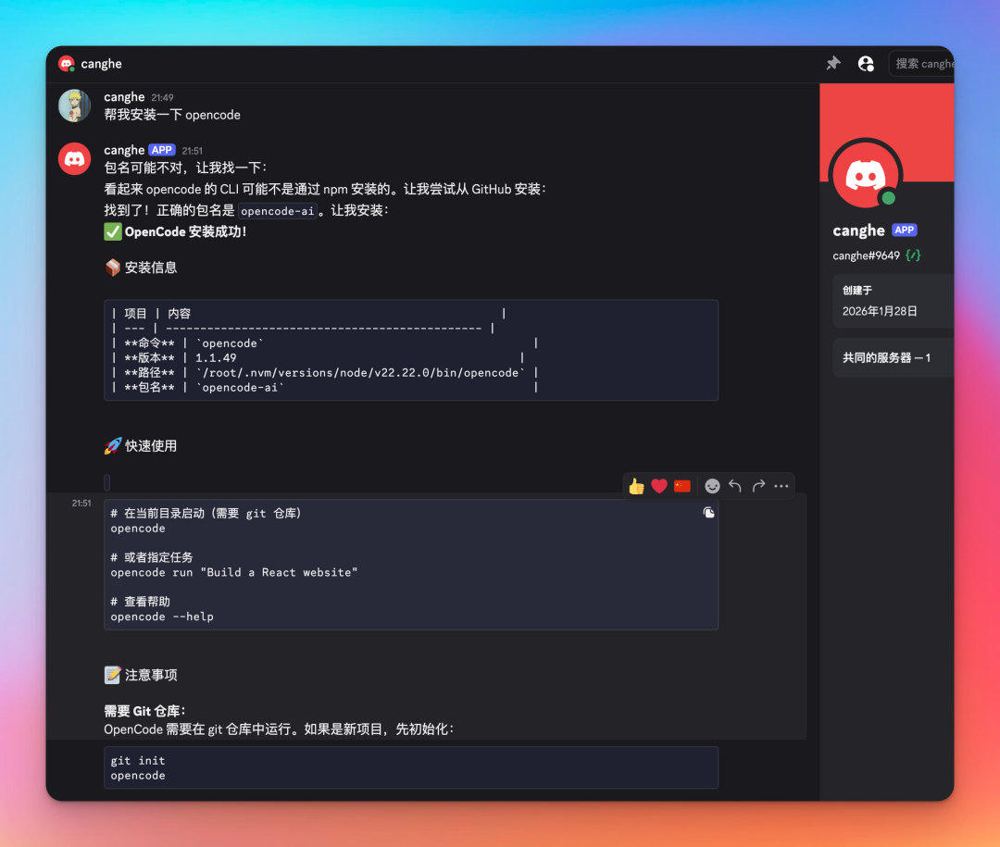 canghe
搜索 canghe
canghe 21:49
帮我安装一下 opencode
canghe APP 21:51
包名可能不对，让我找一下：
看起来 opencode 的 CLI 可能不是通过 npm 安装的。让我尝试从 GitHub 安装：
找到了！正确的包名是 opencode-ai 。让我安装：
✅ OpenCode 安装成功！
📦 安装信息
| 项目 | 内容 |
| --- | ---------------------------------------------- |
| **命令** | `opencode` |
| **版本** | 1.1.49 |
| **路径** | `/root/.nvm/versions/node/v22.22.0/bin/opencode` |
| **包名** | `opencode-ai` |
🚀 快速使用
21:51
# 在当前目录启动（需要 git 仓库）
opencode
# 或者指定任务
opencode run "Build a React website"
# 查看帮助
opencode --help
📝 注意事项
需要 Git 仓库：
OpenCode 需要在 git 仓库中运行。如果是新项目，先初始化：
git init
opencode
canghe APP
canghe#9649 {/}
创建于
2026年1月28日
共同的服务器 — 1